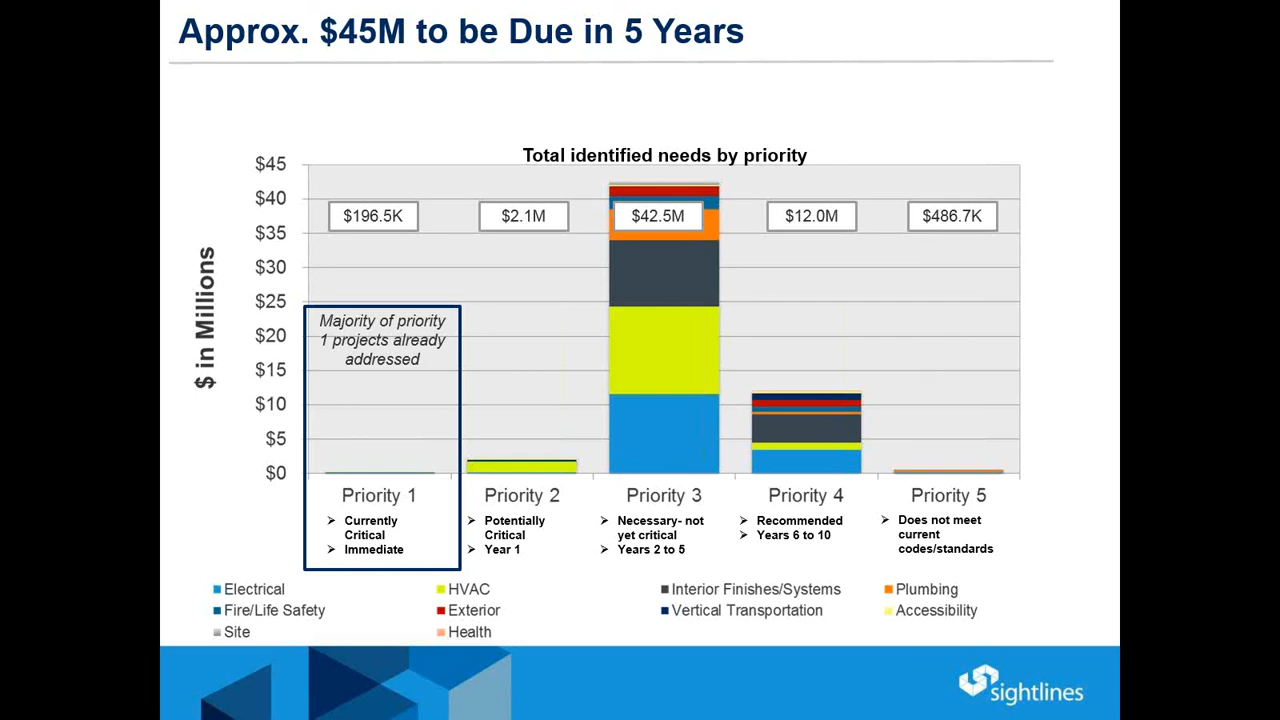 Approx. $45M to be Due in 5 Years
Total identified needs by priority
$ in Millions
$45
$40
$35
$30
$25
$20
$15
$10
$5
$0
$196.5K
$2.1M
$42.5M
$12.0M
$486.7K
Majority of priority
1 projects already
addressed
Priority 1
Priority 2
Priority 3
Priority 4
Priority 5
➢ Currently
Critical
➢ Immediate
➢ Potentially
Critical
➢ Year 1
➢ Necessary- not
yet critical
➢ Years 2 to 5
➢ Recommended
➢ Years 6 to 10
➢ Does not meet
current
codes/standards
Electrical
HVAC
Interior Finishes/Systems
Plumbing
Fire/Life Safety
Exterior
Vertical Transportation
Accessibility
Site
Health
sightlines